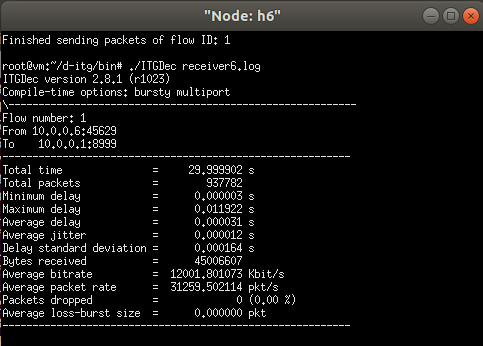 "Node: h6"
Finished sending packets of flow ID: 1
root@vm:~/d-itg/bin# ./ITGDec receiver6.log
ITGDec version 2.8.1 (r1023)
Compile-time options: bursty multiport
\----------------------------------------------------------
Flow number: 1
From 10.0.0.6:45629
To    10.0.0.1:8999
----------------------------------------------------------
Total time               =     29.999902 s
Total packets            =        937782
Minimum delay            =      0.000003 s
Maximum delay            =      0.011922 s
Average delay            =      0.000031 s
Average jitter           =      0.000012 s
Delay standard deviation =      0.000164 s
Bytes received           =      45006607
Average bitrate          =  12001.801073 Kbit/s
Average packet rate      =  31259.502114 pkt/s
Packets dropped          =             0 (0.00 %)
Average loss-burst size  =      0.000000 pkt
----------------------------------------------------------